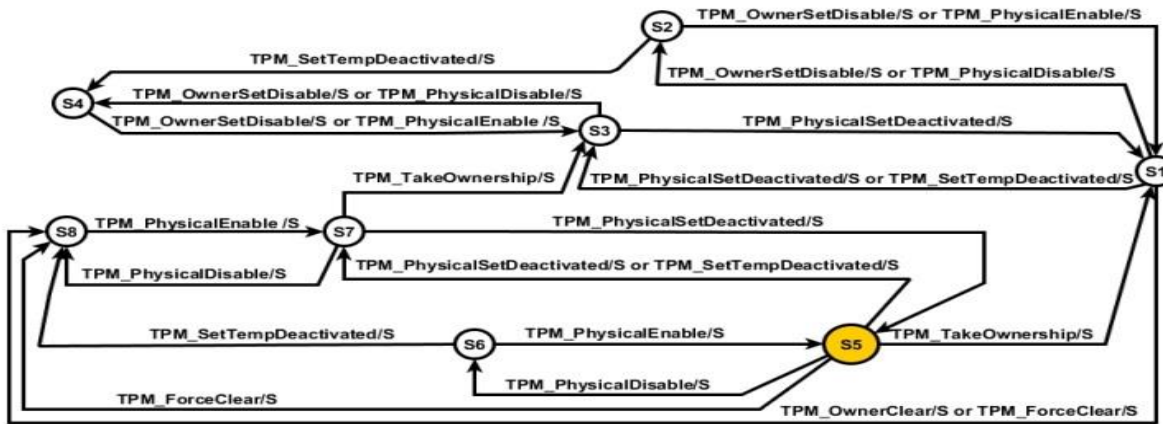 S2
TPM_OwnerSetDisable/S or TPM_PhysicalEnable/S
TPM_SetTempDeactivated/S
TPM_OwnerSetDisable/S or TPM_PhysicalDisable/S
S4
TPM_OwnerSetDisable/S or TPM_PhysicalDisable/S
TPM_OwnerSetDisable/S or TPM_PhysicalEnable /S
S3
TPM_PhysicalSetDeactivated/S
TPM_TakeOwnership/S
TPM_PhysicalSetDeactivated/S or TPM_SetTempDeactivated/S
S1
S8
TPM_PhysicalEnable /S
S7
TPM_PhysicalSetDeactivated/S
TPM_PhysicalDisable/S
TPM_PhysicalSetDeactivated/S or TPM_SetTempDeactivated/S
TPM_SetTempDeactivated/S
S6
TPM_PhysicalEnable/S
S5
TPM_TakeOwnership/S
TPM_PhysicalDisable/S
TPM_ForceClear/S
TPM_OwnerClear/S or TPM_ForceClear/S